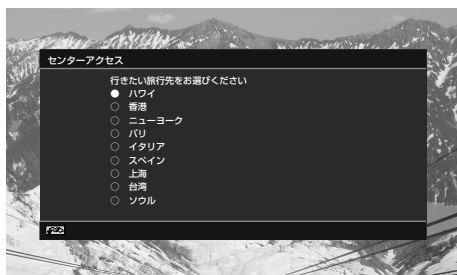 センターアクセス
行きたい旅行先をお選びください
ハワイ
香港
ニューヨーク
バリ
イタリア
スペイン
上海
台湾
ソウル